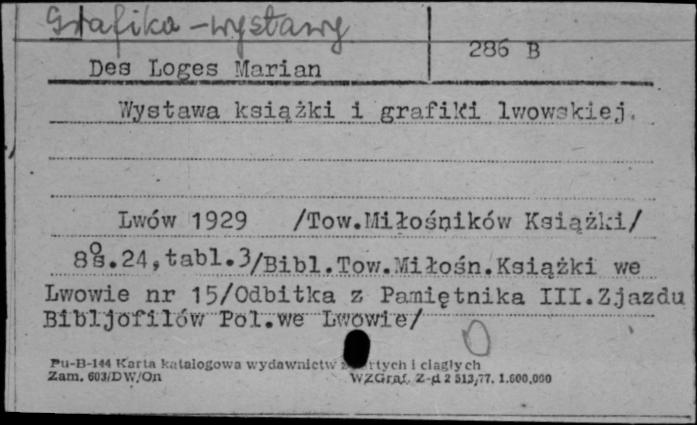 Grafika - wystawy
286 B
Des Loges Marian
Wystawa książki i grafiki lwowskiej.
Lwów 1929 /Tow.Miłośników Książki/
8°s.24,tabl.3/Bibl.Tow.Miłośn.Książki we
Lwowie nr 15/Odbitka z Pamiętnika III.Zjazdu
Bibljofilów Pol.we Lwowie/
Pu-B-144 Karta katalogowa wydawnictw i ciągłych
Zam. 603/DW/On WZGraf. Z-d 2 513/77. 1.600.000